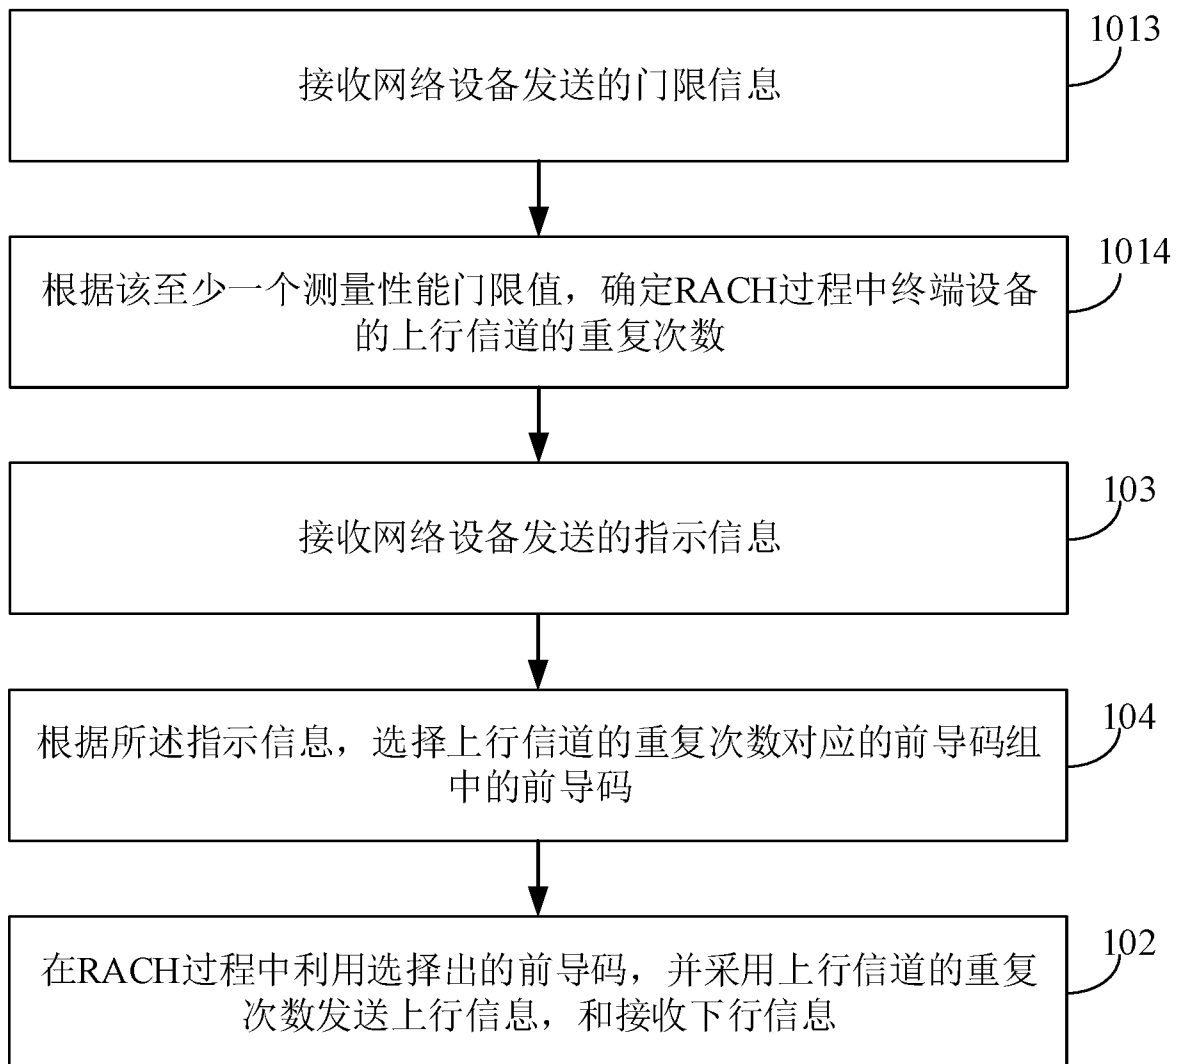 1013
接收网络设备发送的门限信息
1014
根据该至少一个测量性能门限值，确定RACH过程中终端设备
的上行信道的重复次数
103
接收网络设备发送的指示信息
104
根据所述指示信息，选择上行信道的重复次数对应的前导码组
中的前导码
102
在RACH过程中利用选择出的前导码，并采用上行信道的重复
次数发送上行信息，和接收下行信息